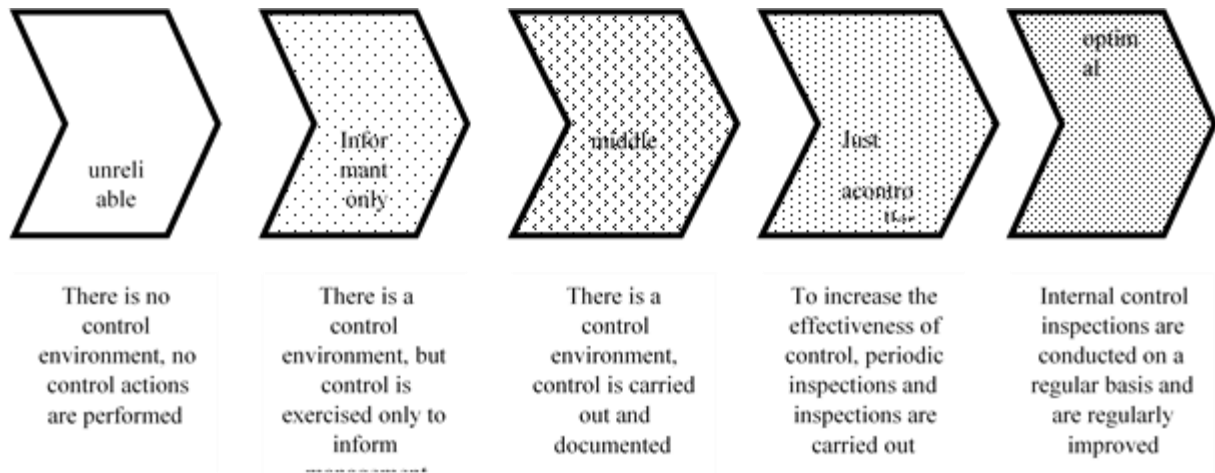 unreli
able
Infor
mant
only
middle
Just
acontro
optim
al
There is no
control
environment, no
control actions
are performed
There is a
control
environment, but
control is
exercised only to
inform
There is a
control
environment,
control is carried
out and
documented
To increase the
effectiveness of
control, periodic
inspections and
inspections are
carried out
Internal control
inspections are
conducted on a
regular basis and
are regularly
improved